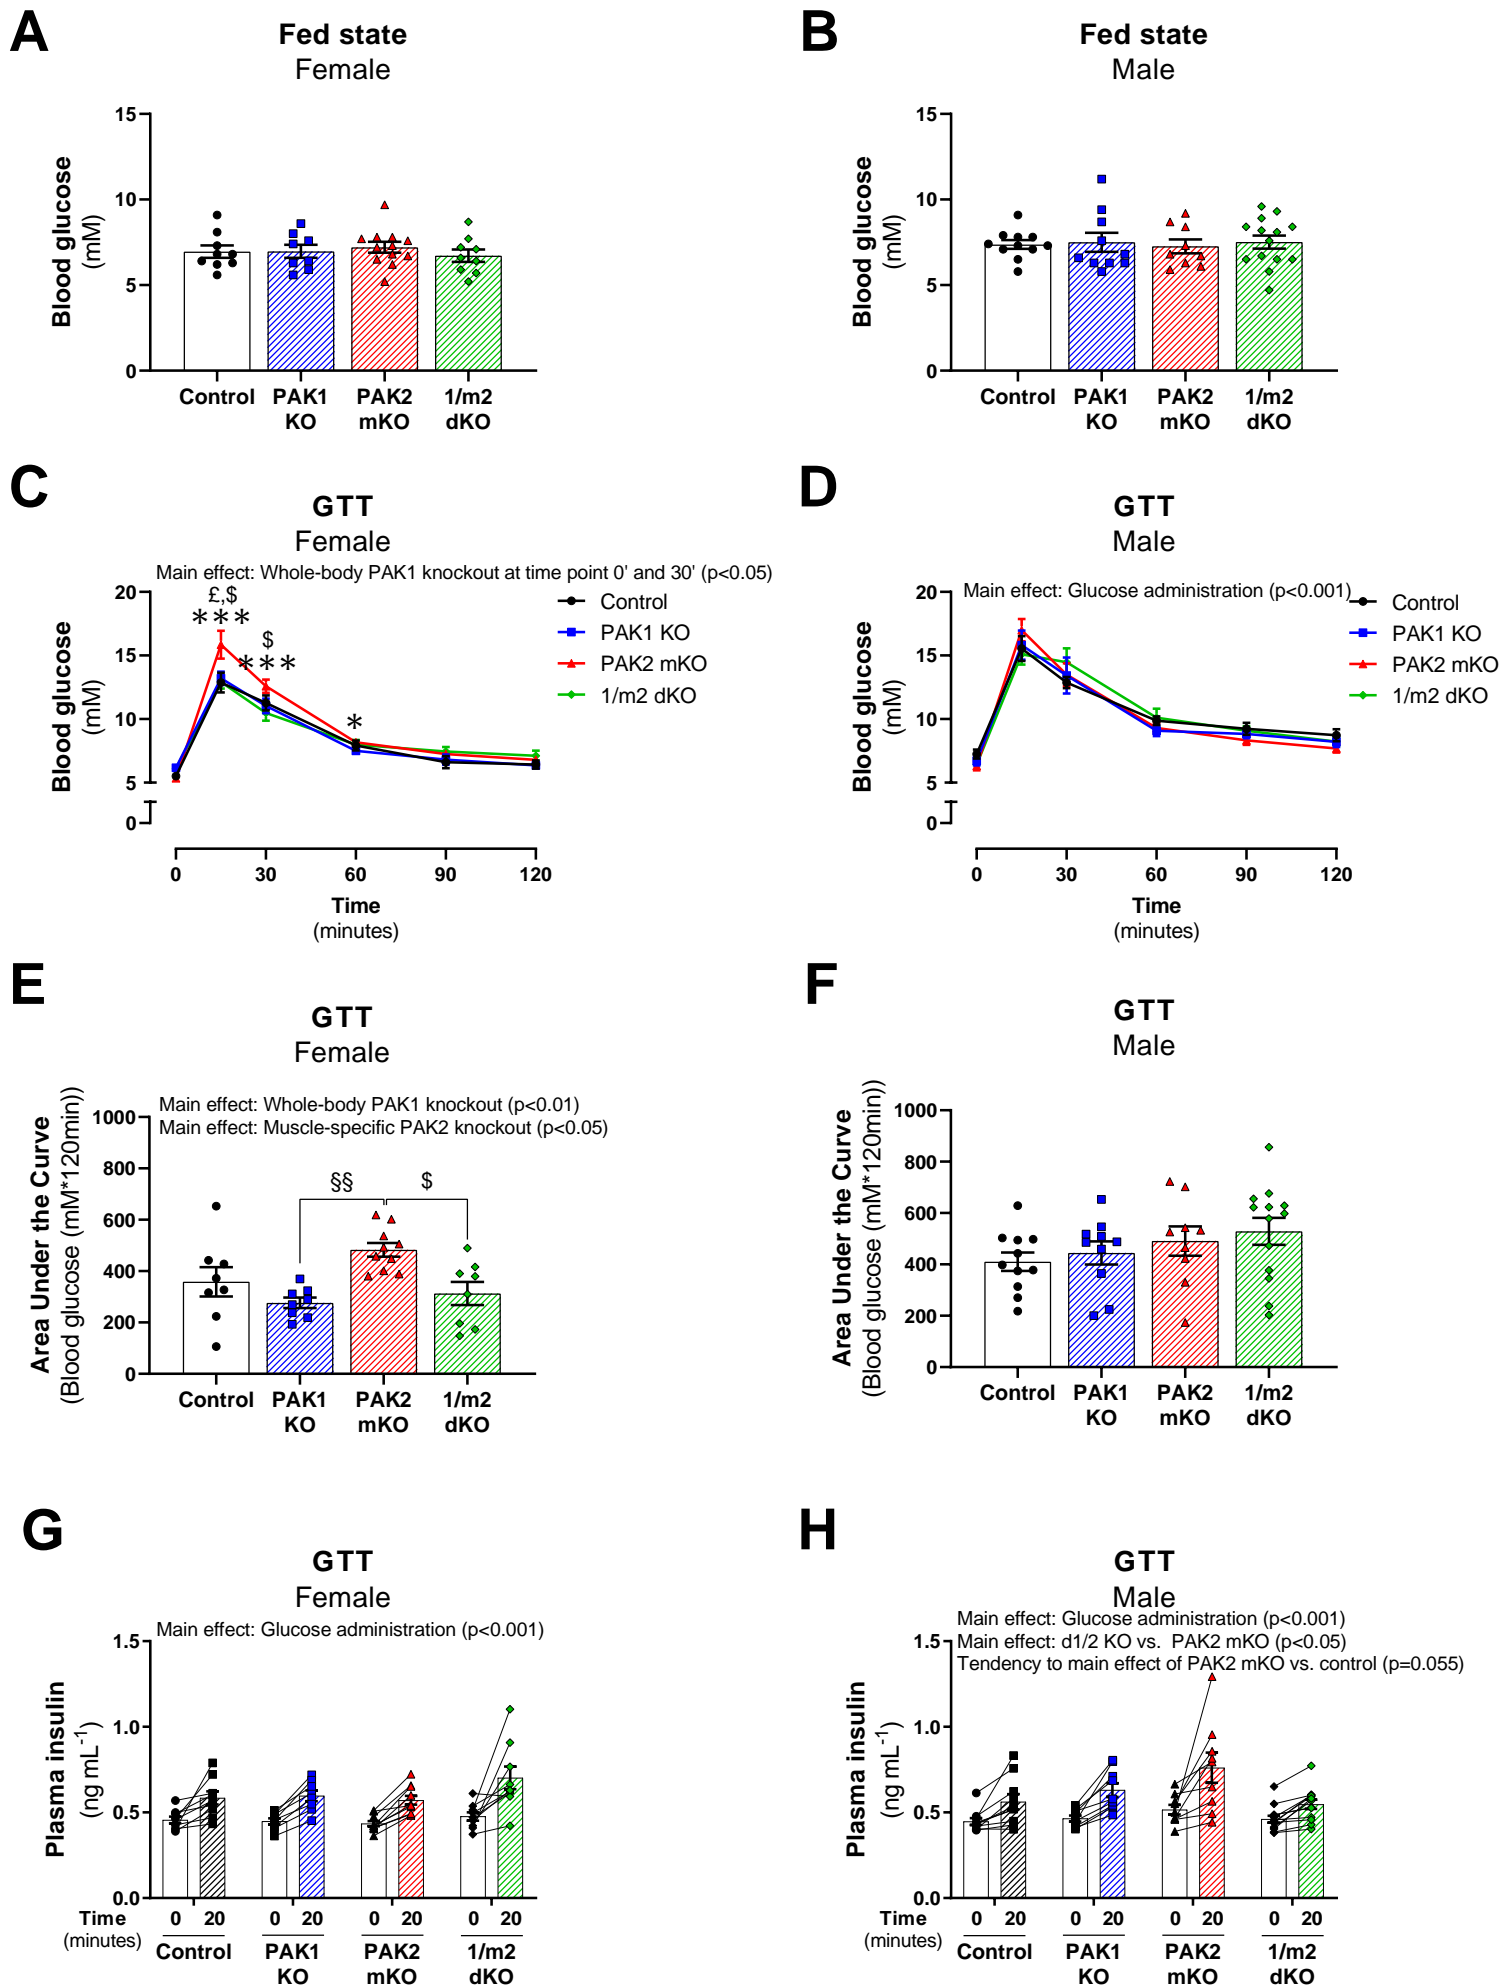 A
Fed state
Female
Blood glucose
(mM)
15
10
5
0
Control
PAK1
KO
PAK2
mKO
1/m2
dKO
B
Fed state
Male
Blood glucose
(mM)
15
10
5
0
Control
PAK1
KO
PAK2
mKO
1/m2
dKO
C
GTT
Female
Main effect: Whole-body PAK1 knockout at time point 0' and 30' (p<0.05)
Blood glucose
(mM)
20
15
10
5
0
£,$
***
$
***
*
Control
PAK1 KO
PAK2 mKO
1/m2 dKO
0
30
60
90
120
Time
(minutes)
D
GTT
Male
Main effect: Glucose administration (p<0.001)
Blood glucose
(mM)
20
15
10
5
0
Control
PAK1 KO
PAK2 mKO
1/m2 dKO
0
30
60
90
120
Time
(minutes)
E
GTT
Female
Main effect: Whole-body PAK1 knockout (p<0.01)
Main effect: Muscle-specific PAK2 knockout (p<0.05)
Area Under the Curve
(Blood glucose (mM*120min))
1000
800
600
400
200
0
§§
$
Control
PAK1
KO
PAK2
mKO
1/m2
dKO
F
GTT
Male
Area Under the Curve
(Blood glucose (mM*120min))
1000
800
600
400
200
0
Control
PAK1
KO
PAK2
mKO
1/m2
dKO
G
GTT
Female
Main effect: Glucose administration (p<0.001)
Plasma insulin
(ng mL-1)
1.5
1.0
0.5
0.0
Time
(minutes)
0 20 0 20 0 20 0 20
Control
PAK1
KO
PAK2
mKO
1/m2
dKO
H
GTT
Male
Main effect: Glucose administration (p<0.001)
Main effect: d1/2 KO vs. PAK2 mKO (p<0.05)
Tendency to main effect of PAK2 mKO vs. control (p=0.055)
Plasma insulin
(ng mL-1)
1.5
1.0
0.5
0.0
Time
(minutes)
0 20 0 20 0 20 0 20
Control
PAK1
KO
PAK2
mKO
1/m2
dKO